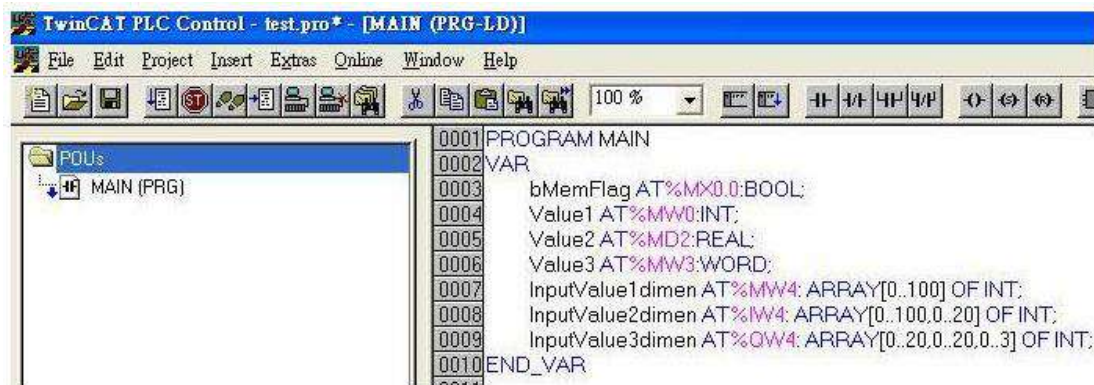 TwinCAT PLC Control - test.pro* - [MAIN (PRG-LD)]
File Edit Project Insert Extras Online Window Help
100 %
POUs
MAIN (PRG)
0001 PROGRAM MAIN
0002 VAR
0003 bMemFlag AT%MX0.0:BOOL;
0004 Value1 AT%MW0:INT;
0005 Value2 AT%MD2:REAL;
0006 Value3 AT%MW3:WORD;
0007 InputValue1dimen AT%MW4: ARRAY[0..100] OF INT;
0008 InputValue2dimen AT%IW4: ARRAY[0..100,0..20] OF INT;
0009 InputValue3dimen AT%QW4: ARRAY[0..20,0..20,0..3] OF INT;
0010 END_VAR